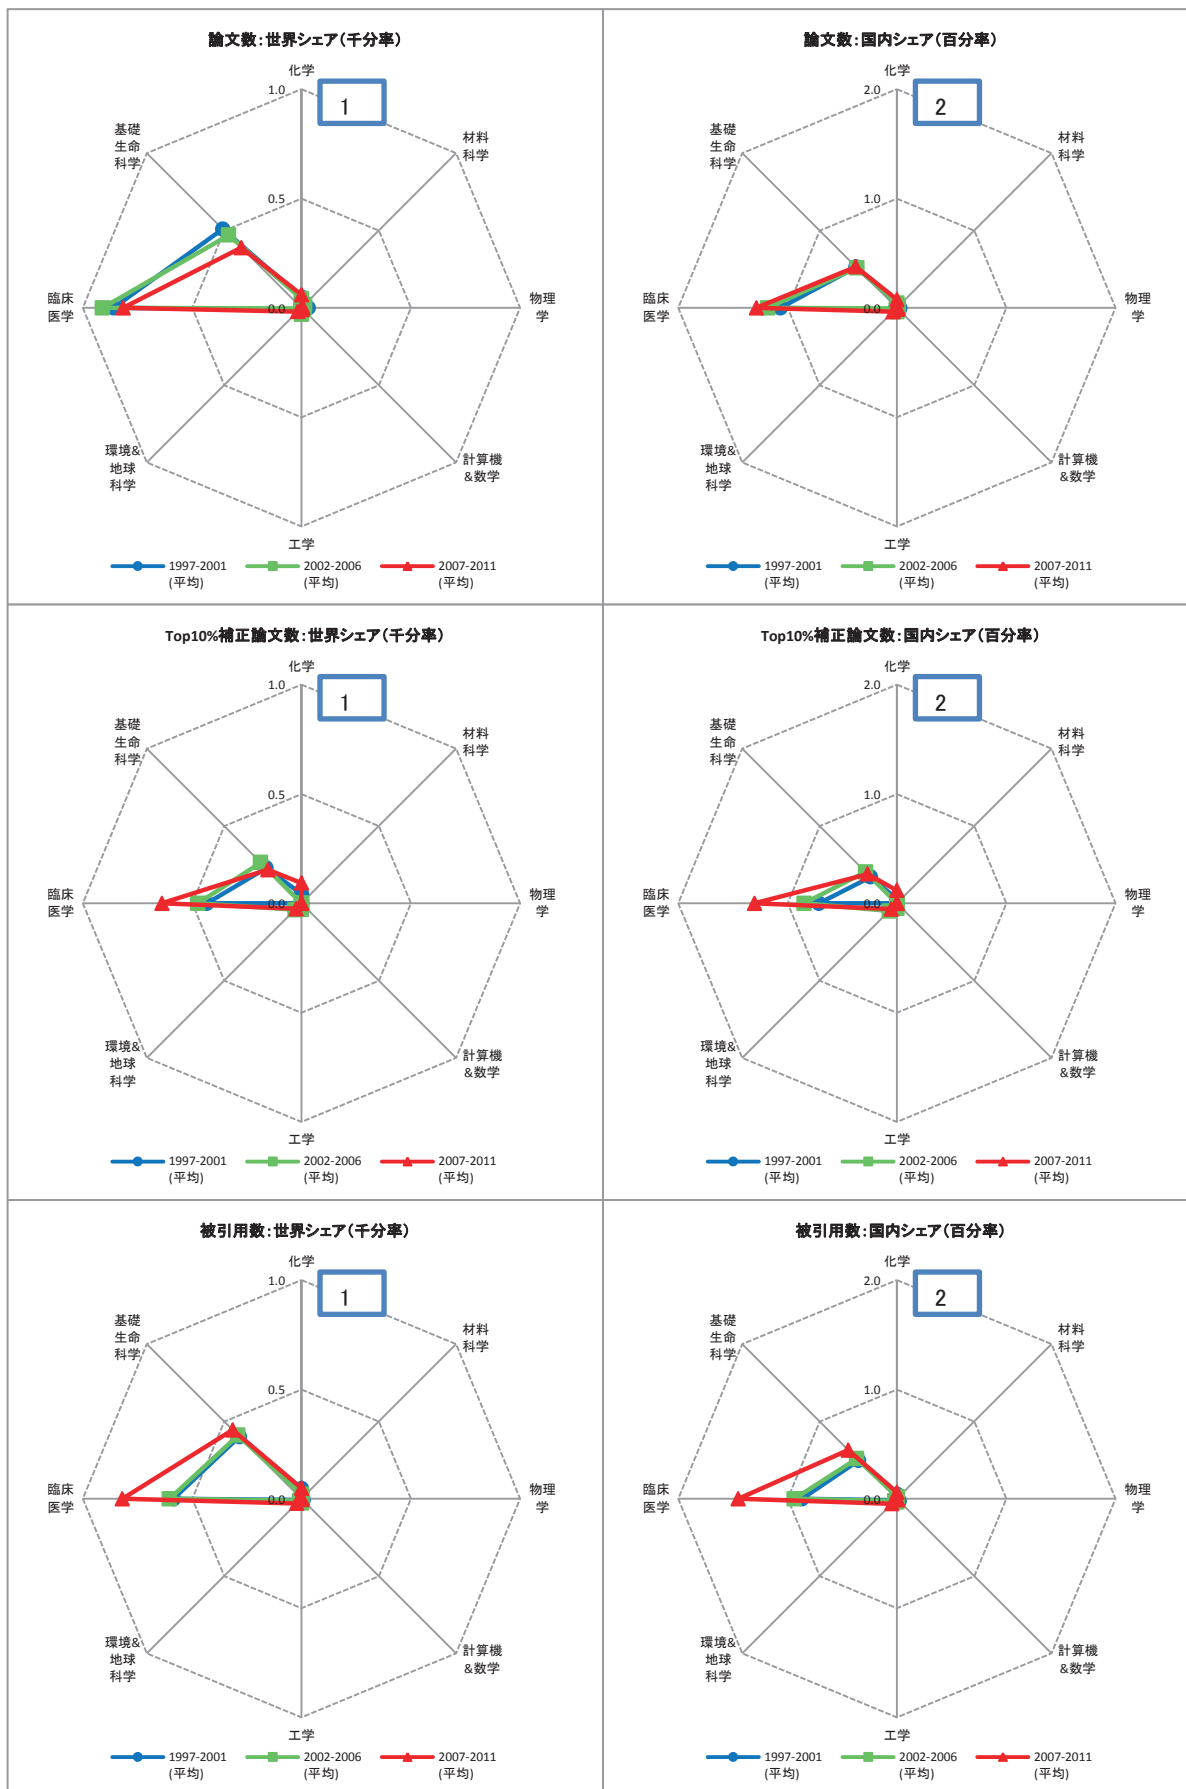 論文数:世界シェア(千分率)
化学
1.0
1
基礎
生命
科学
材料
科学
0.5
臨床
医学
0.0
物理
学
環境&
地球
科学
計算機
&数学
工学
1997-2001
(平均)
2002-2006
(平均)
2007-2011
(平均)
論文数:国内シェア(百分率)
化学
2.0
2
基礎
生命
科学
材料
科学
1.0
臨床
医学
0.0
物理
学
環境&
地球
科学
計算機
&数学
工学
1997-2001
(平均)
2002-2006
(平均)
2007-2011
(平均)
Top10%補正論文数:世界シェア(千分率)
化学
1.0
1
基礎
生命
科学
材料
科学
0.5
臨床
医学
0.0
物理
学
環境&
地球
科学
計算機
&数学
工学
1997-2001
(平均)
2002-2006
(平均)
2007-2011
(平均)
Top10%補正論文数:国内シェア(百分率)
化学
2.0
2
基礎
生命
科学
材料
科学
1.0
臨床
医学
0.0
物理
学
環境&
地球
科学
計算機
&数学
工学
1997-2001
(平均)
2002-2006
(平均)
2007-2011
(平均)
被引用数:世界シェア(千分率)
化学
1.0
1
基礎
生命
科学
材料
科学
0.5
臨床
医学
0.0
物理
学
環境&
地球
科学
計算機
&数学
工学
1997-2001
(平均)
2002-2006
(平均)
2007-2011
(平均)
被引用数:国内シェア(百分率)
化学
2.0
2
基礎
生命
科学
材料
科学
1.0
臨床
医学
0.0
物理
学
環境&
地球
科学
計算機
&数学
工学
1997-2001
(平均)
2002-2006
(平均)
2007-2011
(平均)